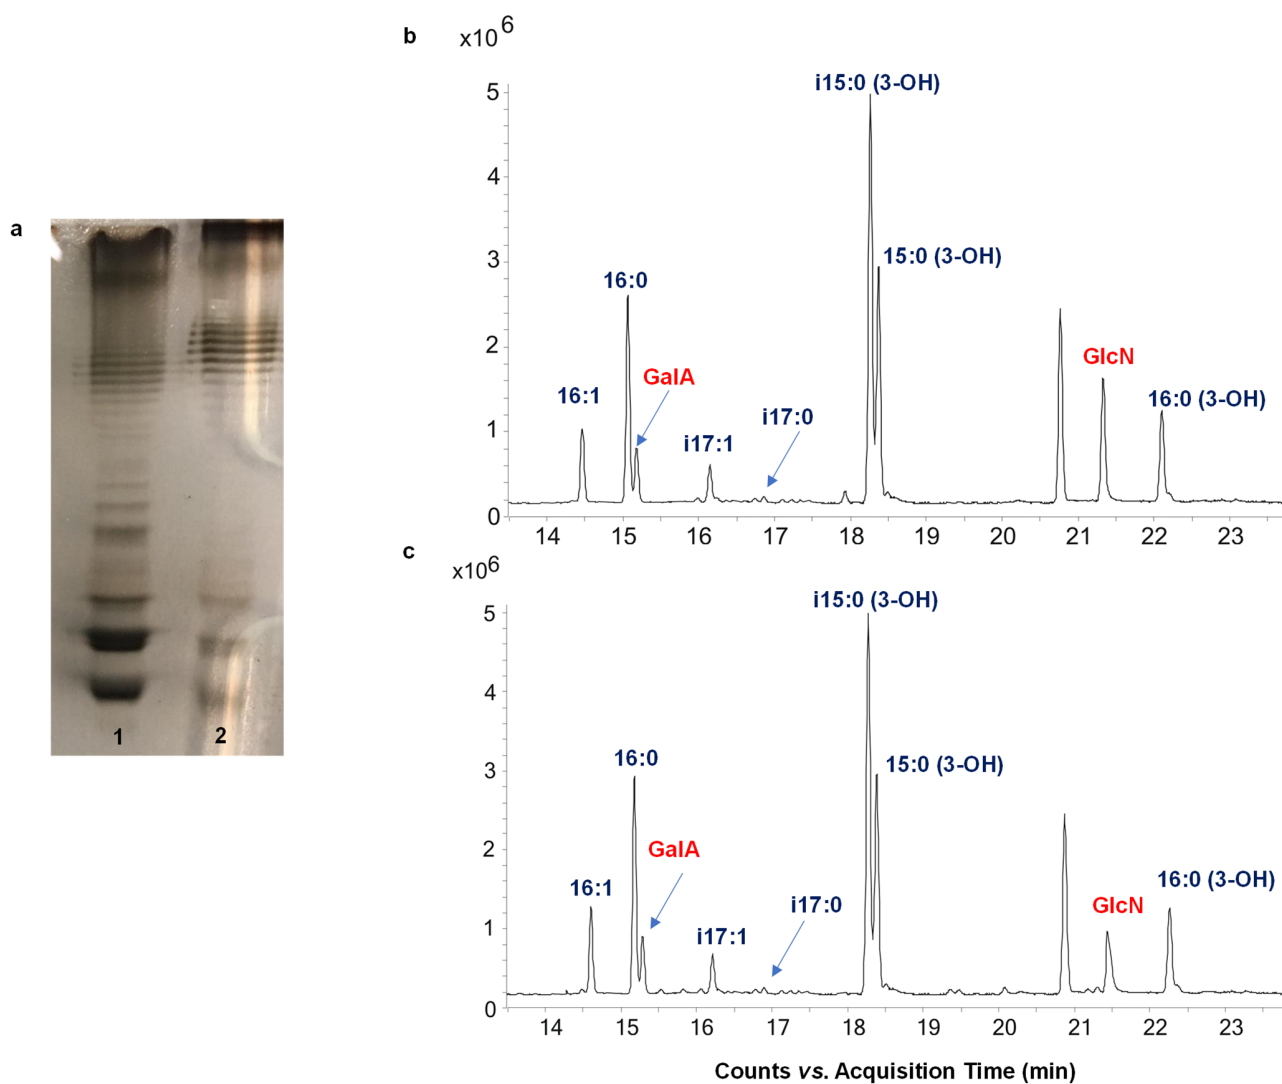 a
1
2
b
x10 6
i15:0 (3-OH)
5
4
3
15:0 (3-OH)
16:0
2
GalA
GlcN
16:1
16:0 (3-OH)
i17:0
1
i17:1
0
14 15 16 17 18 19 20 21 22 23
c
x10 6
i15:0 (3-OH)
5
4
16:0
15:0 (3-OH)
3
2
GalA
16:0 (3-OH)
16:1
i17:0
GlcN
1
i17:1
0
14 15 16 17 18 19 20 21 22 23
Counts vs. Acquisition Time (min)